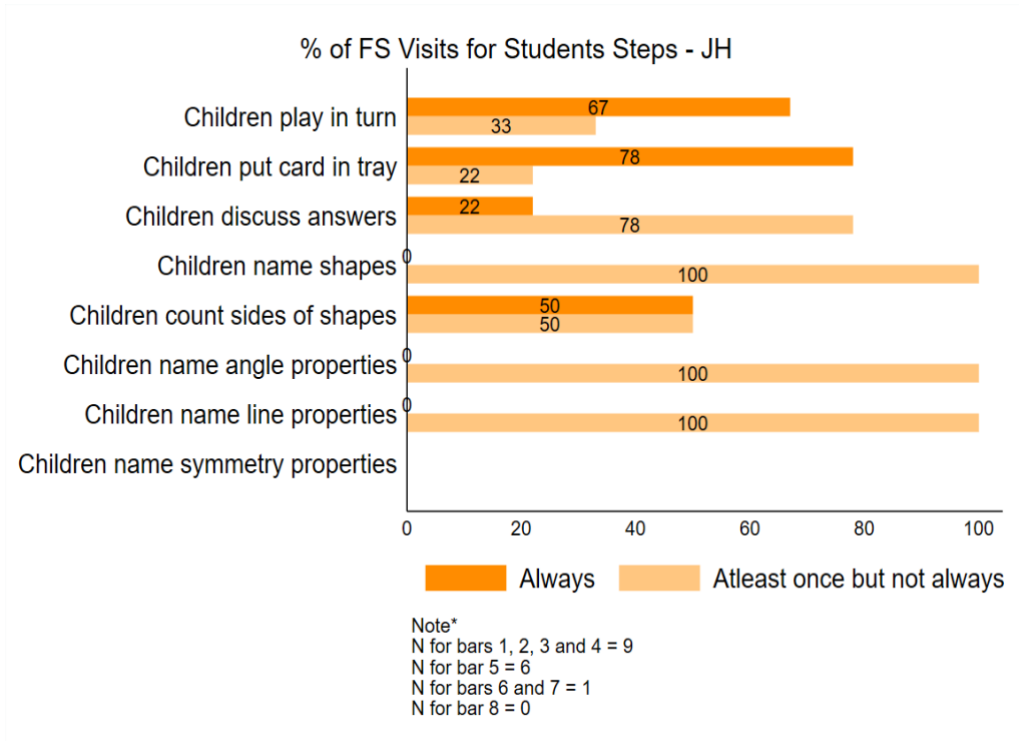 % of FS Visits for Students Steps - JH
Children play in turn
67
33
Children put card in tray
78
22
Children discuss answers
22
78
Children name shapes
0
100
Children count sides of shapes
50
50
Children name angle properties
0
100
Children name line properties
0
100
Children name symmetry properties
0 20 40 60 80 100
Always Atleast once but not always
Note*
N for bars 1, 2, 3 and 4 = 9
N for bar 5 = 6
N for bars 6 and 7 = 1
N for bar 8 = 0